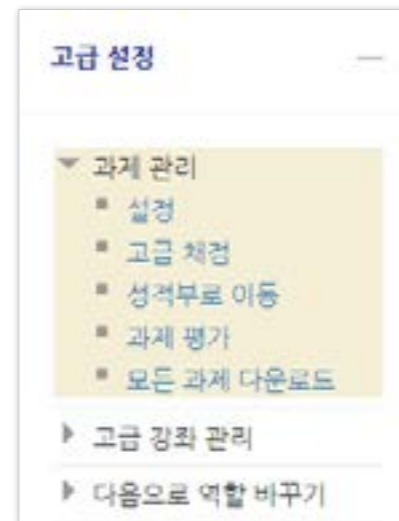 고급 설정
과제 관리
설정
고급 채점
성적부로 이동
과제 평가
모든 과제 다운로드
고급 강좌 관리
다음으로 역할 바꾸기